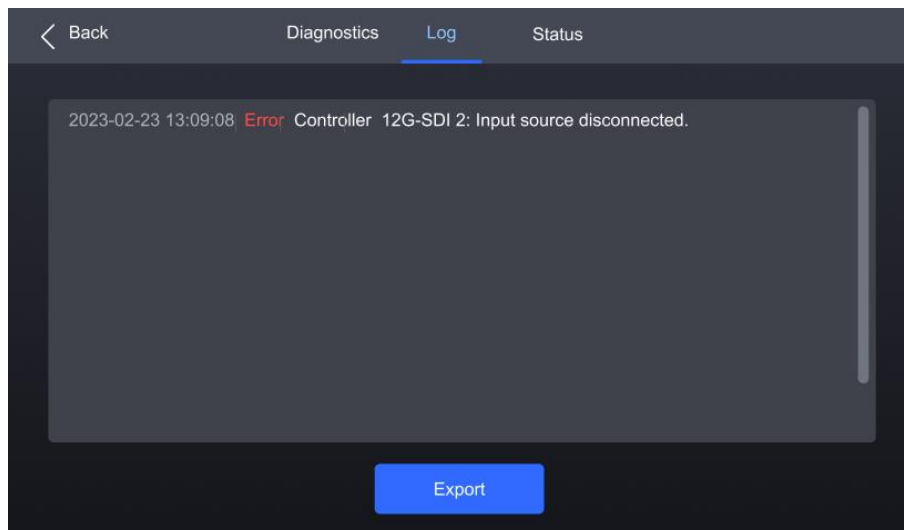 Back Diagnostics Log Status
2023-02-23 13:09:08 Error Controller 12G-SDI 2: Input source disconnected.
Export